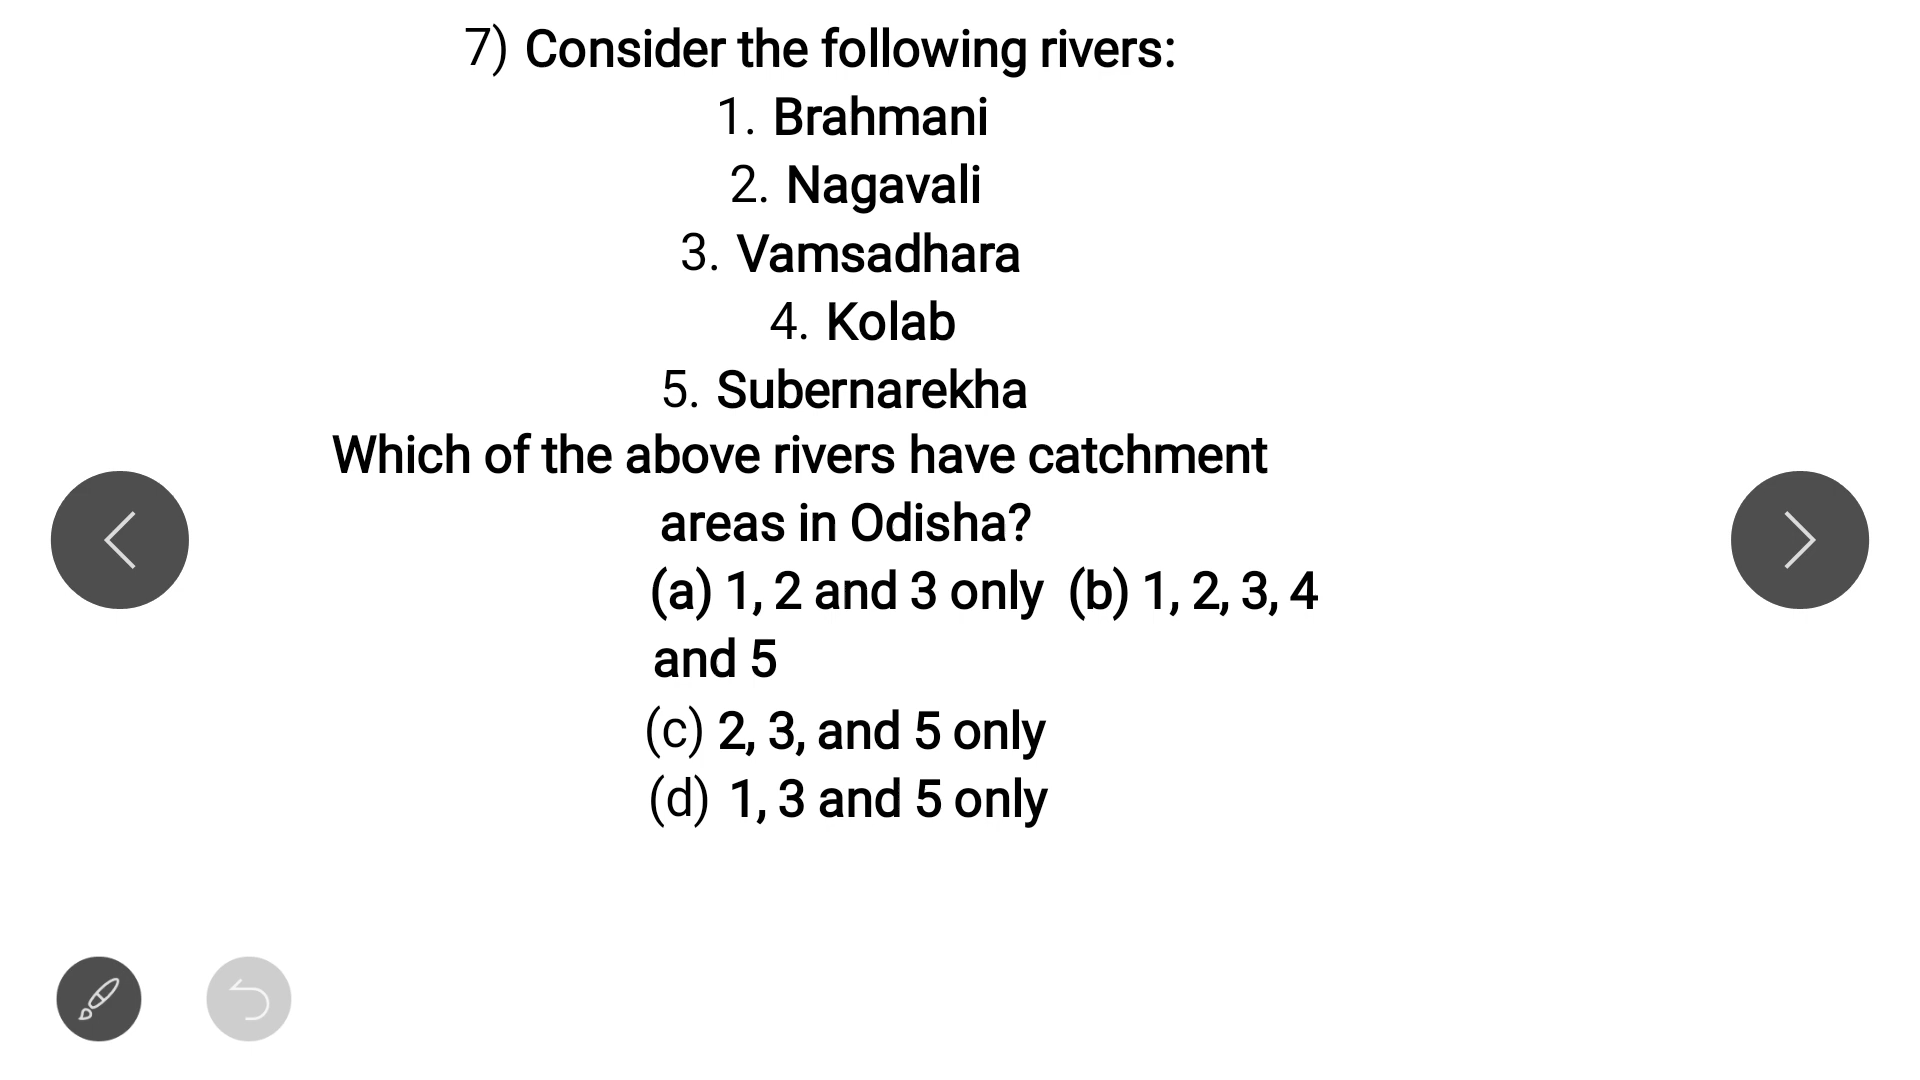 7) Consider the following rivers:
1. Brahmani
2. Nagavali
3. Vamsadhara
4. Kolab
5. Subernarekha
Which of the above rivers have catchment
areas in Odisha?
(a) 1, 2 and 3 only (b) 1, 2, 3, 4
and 5
(c) 2, 3, and 5 only
(d) 1, 3 and 5 only